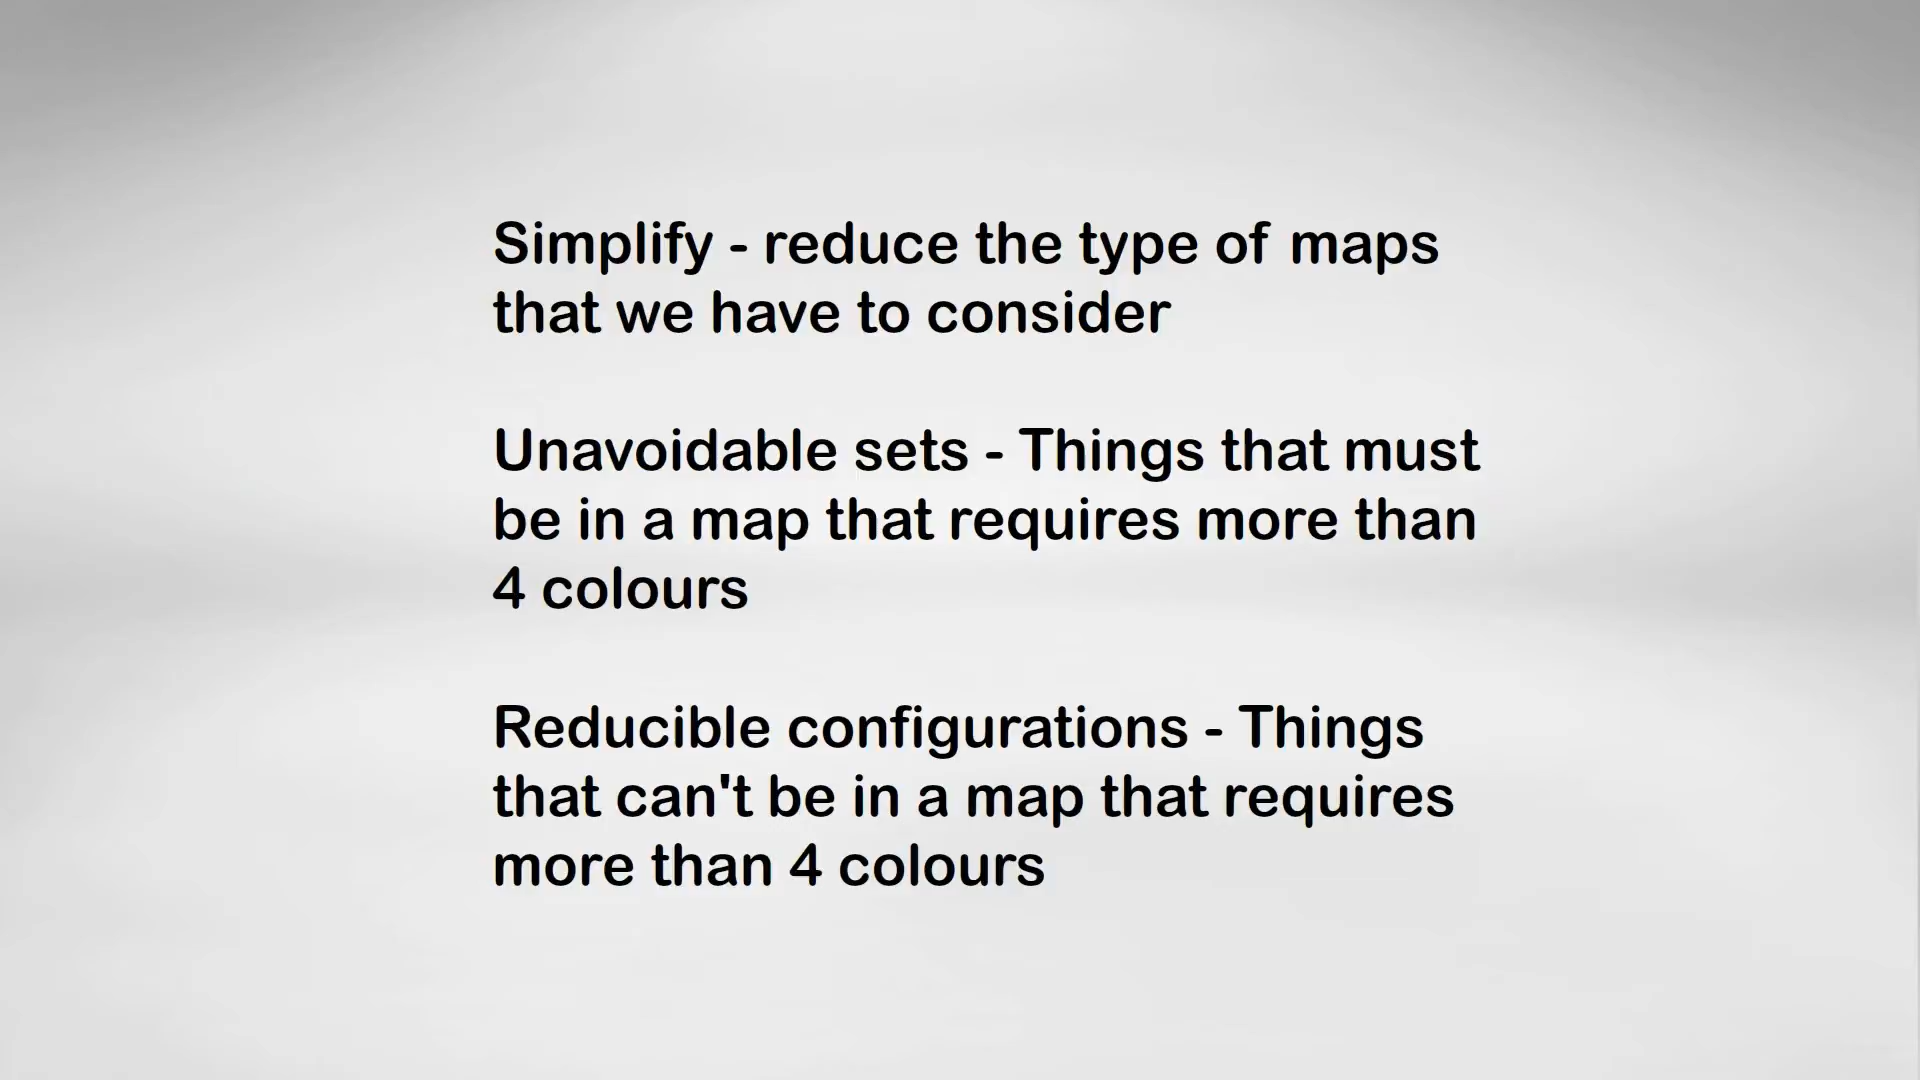 Simplify - reduce the type of maps
that we have to consider
Unavoidable sets - Things that must
be in a map that requires more than
4 colours
Reducible configurations - Things
that can't be in a map that requires
more than 4 colours